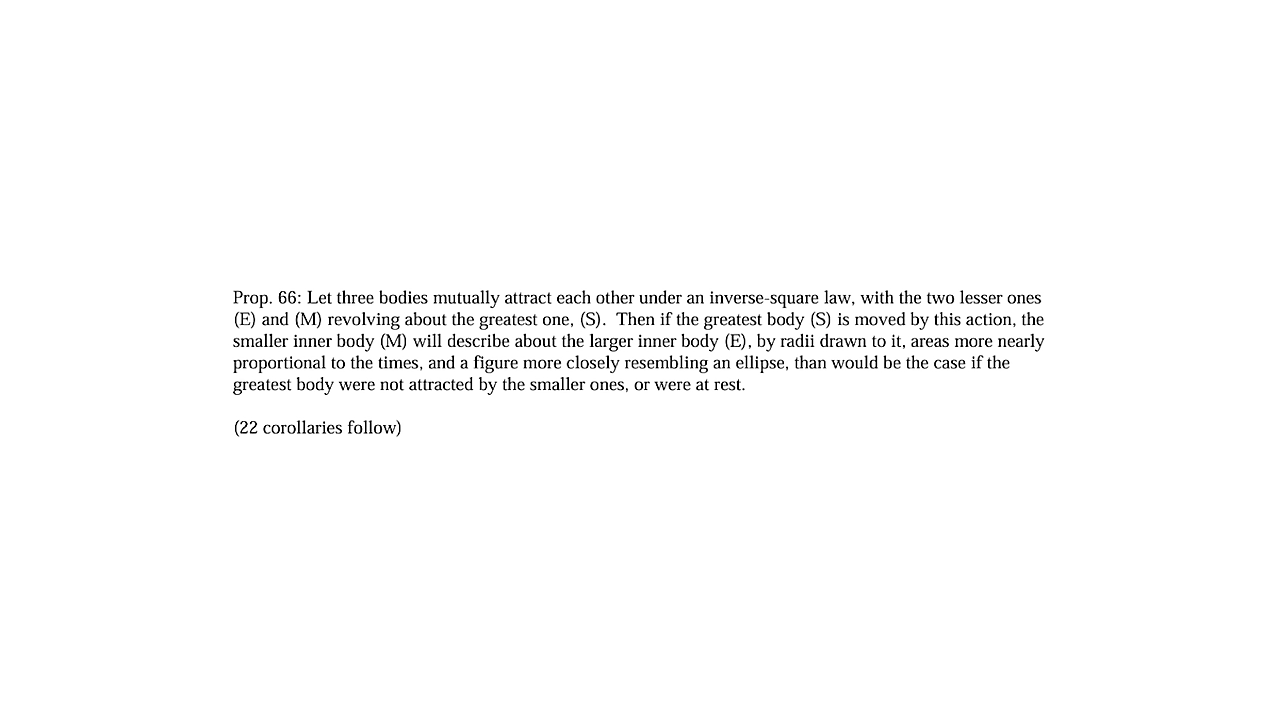 Prop. 66: Let three bodies mutually attract each other under an inverse-square law, with the two lesser ones
(E) and (M) revolving about the greatest one, (S).  Then if the greatest body (S) is moved by this action, the
smaller inner body (M) will describe about the larger inner body (E), by radii drawn to it, areas more nearly
proportional to the times, and a figure more closely resembling an ellipse, than would be the case if the
greatest body were not attracted by the smaller ones, or were at rest.
(22 corollaries follow)